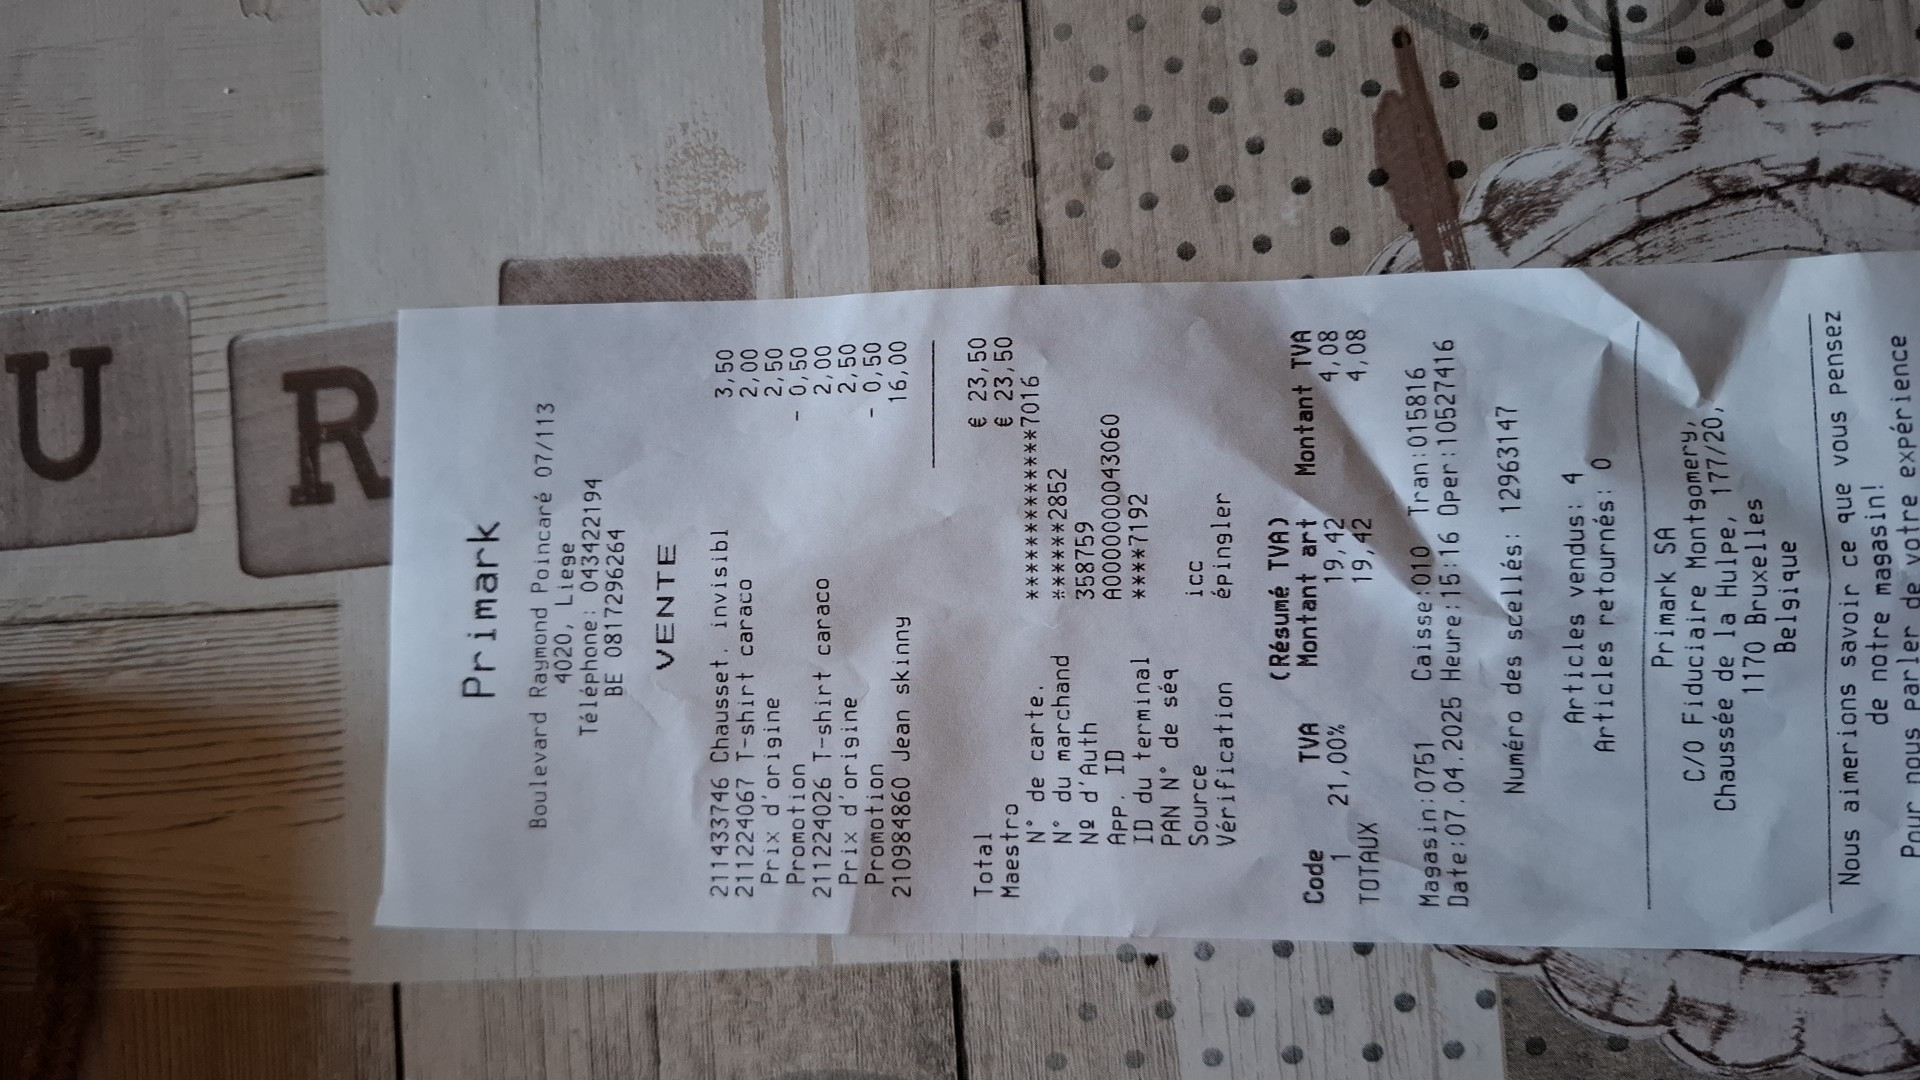 U
R
Primark
Boulevard Raymond Poincaré 07/113
4020, Liege
Téléphone: 043422194
BE 0817296264
VENTE
211433746 Chausset. invisibl 3,50
211224067 T-shirt caraco 2,00
Prix d'origine 2,50
Promotion - 0,50
211224026 T-shirt caraco 2,00
Prix d'origine 2,50
Promotion - 0,50
210984860 Jean skinny 16,00
Total € 23,50
Maestro € 23,50
N° de carte. ***************7016
N° du marchand ******2852
Nº d'Auth 358759
APP. ID A0000000043060
ID du terminal ****7192
PAN N° de séq
Source icc
Vérification épingler
(Résumé TVA)
Code TVA Montant art Montant TVA
1 21,00% 19,42 4,08
TOTAUX 19,42 4,08
Magasin:0751 Caisse:010 Tran:015816
Date:07.04.2025 Heure:15:16 Oper:10527416
Numéro des scellés: 12963147
Articles vendus: 4
Articles retournés: 0
Primark SA
C/O Fiduciaire Montgomery,
Chaussée de la Hulpe, 177/20,
1170 Bruxelles
Belgique
Nous aimerions savoir ce que vous pensez
de notre magasin!
Pour nous parler de votre expérience